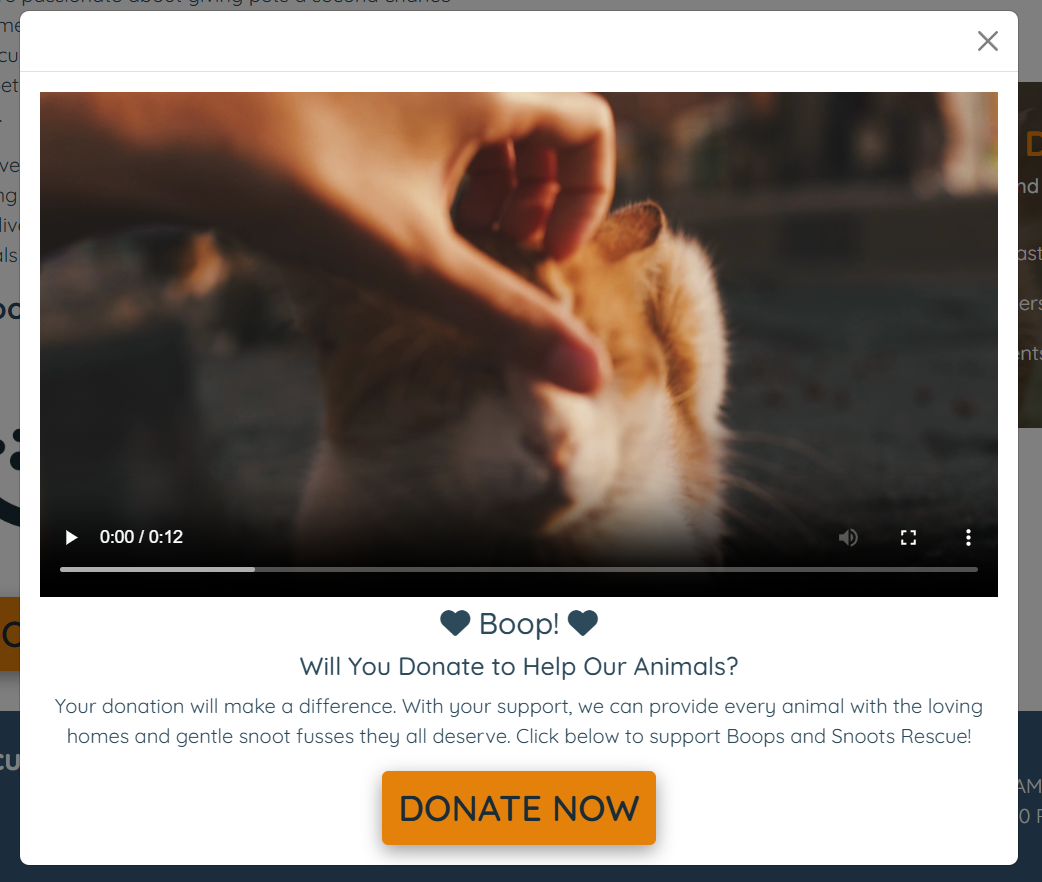 0:00 / 0:12
Boop!
Will You Donate to Help Our Animals?
Your donation will make a difference. With your support, we can provide every animal with the loving
homes and gentle snoot fusses they all deserve. Click below to support Boops and Snoots Rescue!
DONATE NOW